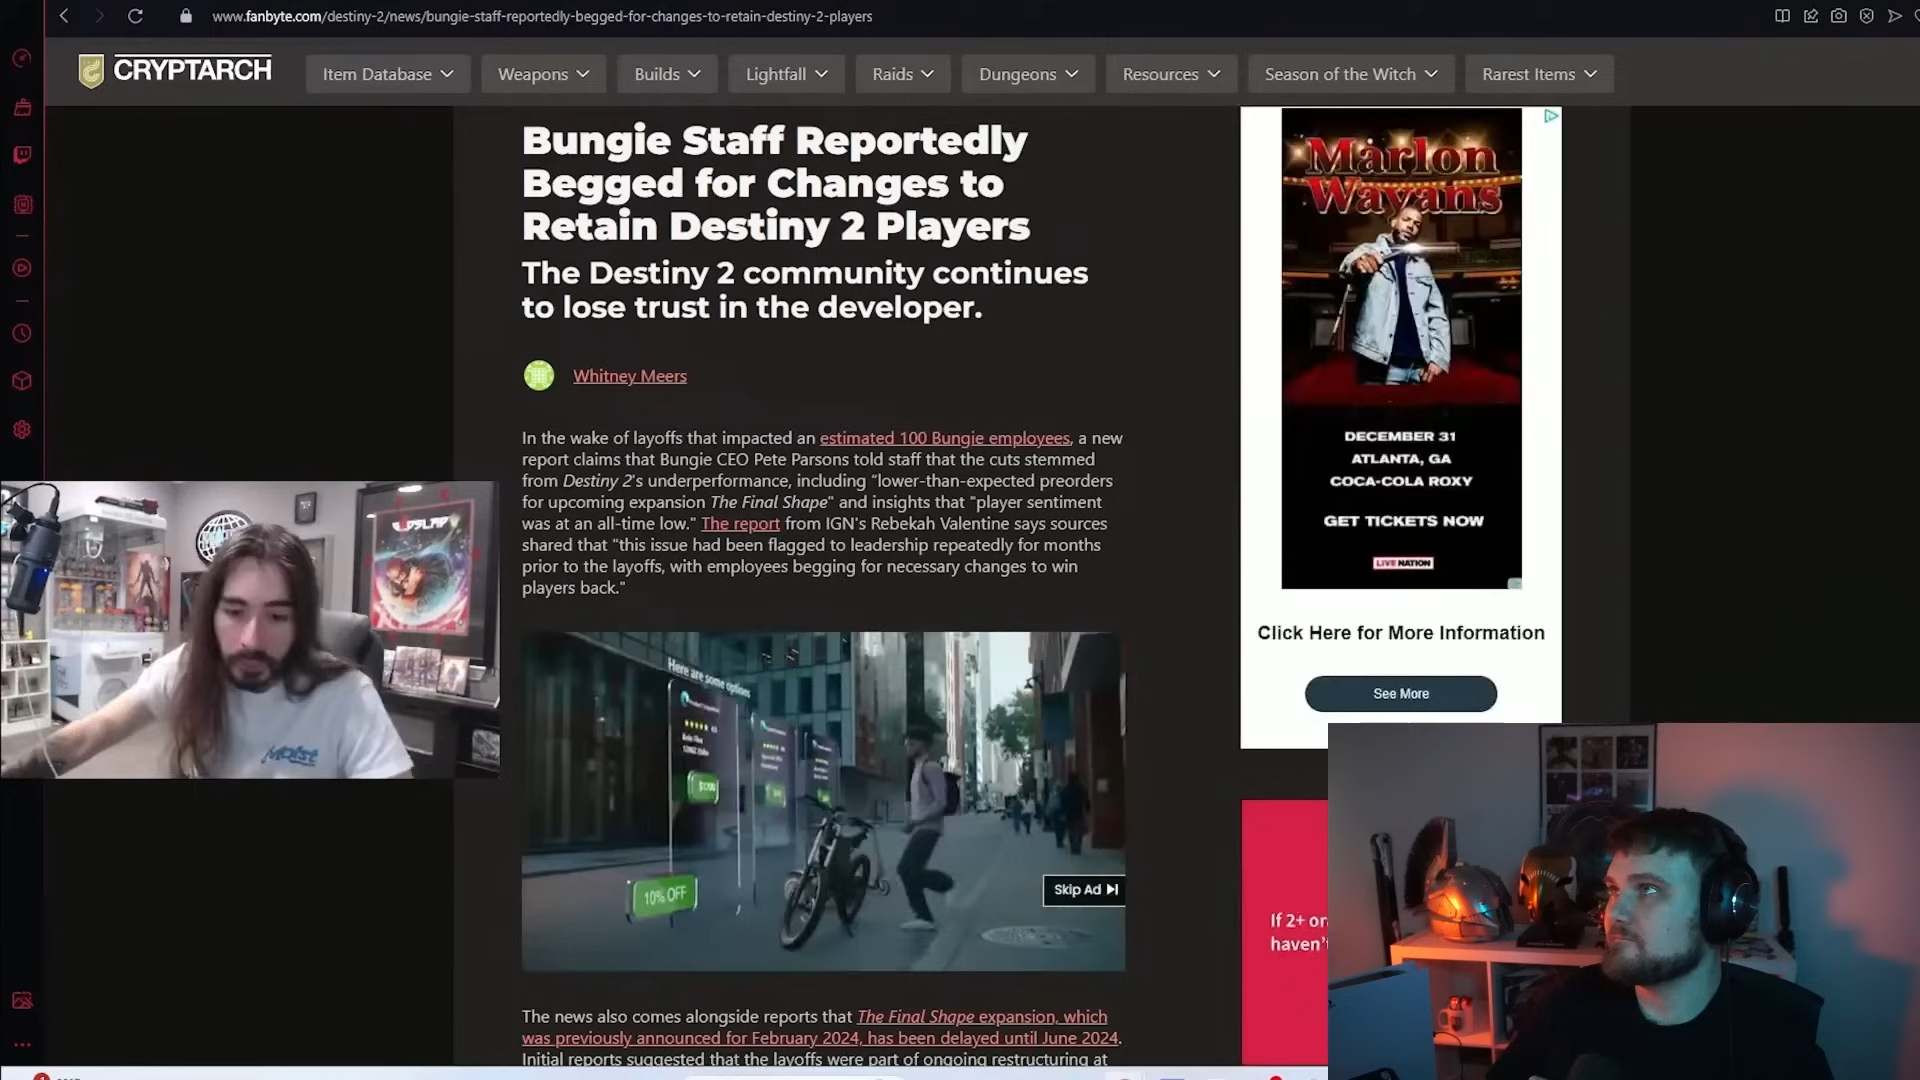 www.fanbyte.com/destiny-2/news/bungie-staff-reportedly-begged-for-changes-to-retain-destiny-2-players
CRYPTARCH
Item Database
Weapons
Builds
Lightfall
Raids
Dungeons
Resources
Season of the Witch
Rarest Items
Bungie Staff Reportedly
Begged for Changes to
Retain Destiny 2 Players
The Destiny 2 community continues
to lose trust in the developer.
Whitney Meers
In the wake of layoffs that impacted an estimated 100 Bungie employees, a new
report claims that Bungie CEO Pete Parsons told staff that the cuts stemmed
from Destiny 2's underperformance, including "lower-than-expected preorders
for upcoming expansion The Final Shape" and insights that "player sentiment
was at an all-time low." The report from IGN's Rebekah Valentine says sources
shared that "this issue had been flagged to leadership repeatedly for months
prior to the layoffs, with employees begging for necessary changes to win
players back."
Here are some options
10% OFF
Skip Ad
The news also comes alongside reports that The Final Shape expansion, which
was previously announced for February 2024, has been delayed until June 2024.
Initial reports suggested that the layoffs were part of ongoing restructuring at
Marlon
Wayans
DECEMBER 31
ATLANTA, GA
COCA-COLA ROXY
GET TICKETS NOW
LIVE NATION
Click Here for More Information
See More
If 2+ or
haven't
Moist